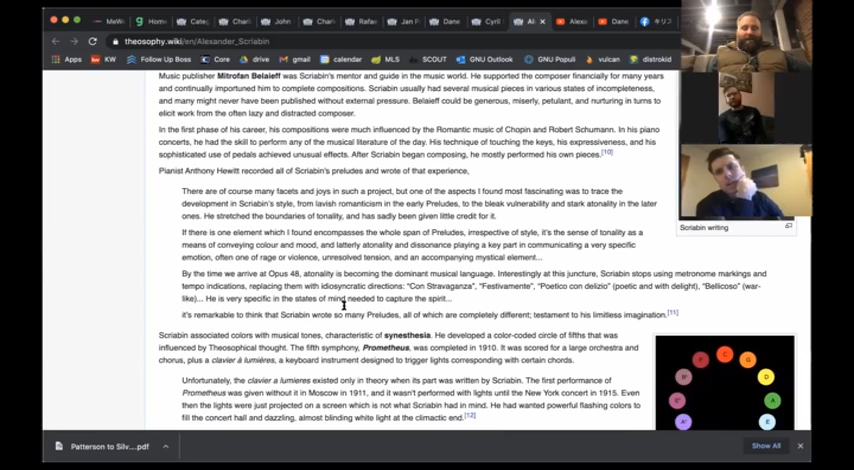 MeWe
Home
Categ
Charli
John
Scriab
Rafae
Jan P
Dane
Cyril
Al
Alexa
Dane
theosophy.wiki/en/Alexander_Scriabin
Apps KW Core Follow Up Boss drive gmail calendar MLS SCOUT GNU Outlook GNU Populi vulcan distrokid
Music publisher Mitrofan Belaieff was Scriabin's mentor and guide in the music world. He supported the composer financially for many years
and continually importuned him to complete compositions. Scriabin usually had several musical pieces in various states of incompleteness,
and many might never have been published without external pressure. Belaieff could be generous, miserly, petulant, and nurturing in turns to
elicit work from the often lazy and distracted composer.
In the first phase of his career, his compositions were much influenced by the Romantic music of Chopin and Robert Schumann. In his piano
concerts, he had the skill to perform any of the musical literature of the day. His technique of touching the keys, his expressiveness, and his
sophisticated use of pedals achieved unusual effects. After Scriabin began composing, he mostly performed his own pieces.[10]
Pianist Anthony Hewitt recorded all of Scriabin's preludes and wrote of that experience,
There are of course many facets and joys in such a project, but one of the aspects I found most fascinating was to trace the
development in Scriabin's style, from lavish romanticism in the early Preludes, to the bleak vulnerability and stark atonality in the later
ones. He stretched the boundaries of tonality, and has sadly been given little credit for it.
If there is one element which I found encompasses the whole span of Preludes, irrespective of style, it's the sense of tonality as a
means of conveying colour and mood, and latterly atonality and dissonance playing a key part in communicating a very specific
emotion, often one of rage or violence, unresolved tension, and an accompanying mystical element...
By the time we arrive at Opus 48, atonality is becoming the dominant musical language. Interestingly at this juncture, Scriabin stops using metronome markings and
tempo indications, replacing them with idiosyncratic directions: "Con Stravaganza", "Festivamente", "Poetico con delizio" (poetic and with delight), "Bellicoso" (war-
like)... He is very specific in the states of mind needed to capture the spirit...
it's remarkable to think that Scriabin wrote so many Preludes, all of which are completely different; testament to his limitless imagination.[11]
Scriabin writing
Scriabin associated colors with musical tones, characteristic of synesthesia. He developed a color-coded circle of fifths that was
influenced by Theosophical thought. The fifth symphony, Prometheus, was completed in 1910. It was scored for a large orchestra and
chorus, plus a clavier à lumières, a keyboard instrument designed to trigger lights corresponding with certain chords.
Unfortunately, the clavier a lumieres existed only in theory when its part was written by Scriabin. The first performance of
Prometheus was given without it in Moscow in 1911, and it wasn't performed with lights until the New York concert in 1915. Even
then the lights were just projected on a screen which is not what Scriabin had in mind. He had wanted powerful flashing colors to
fill the concert hall and dazzling, almost blinding white light at the climactic end.[12]
F C G
D
A
E
Patterson to Silv....pdf
Show All